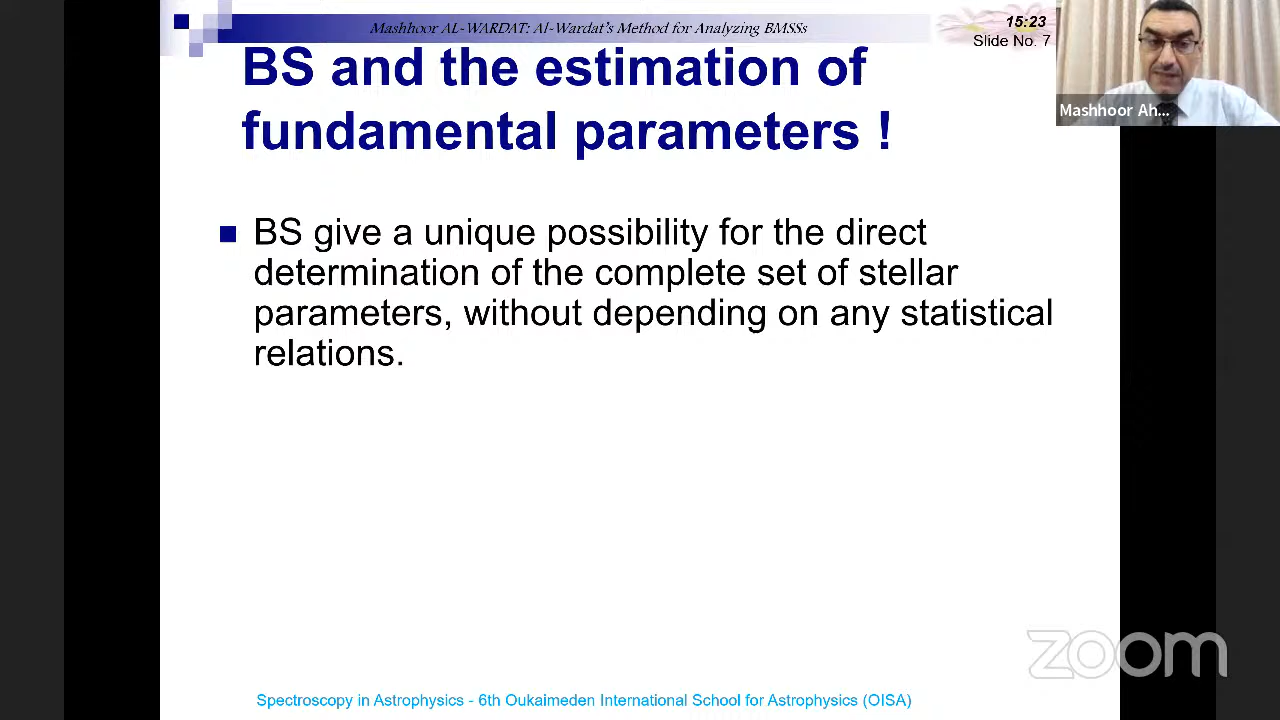 Mashhoor AL-WARDAT: Al-Wardat's Method for Analyzing BMSSs
15:23
Slide No. 7
Mashhoor Ah...
BS and the estimation of
fundamental parameters !
BS give a unique possibility for the direct
determination of the complete set of stellar
parameters, without depending on any statistical
relations.
zoom
Spectroscopy in Astrophysics - 6th Oukaimeden International School for Astrophysics (OISA)